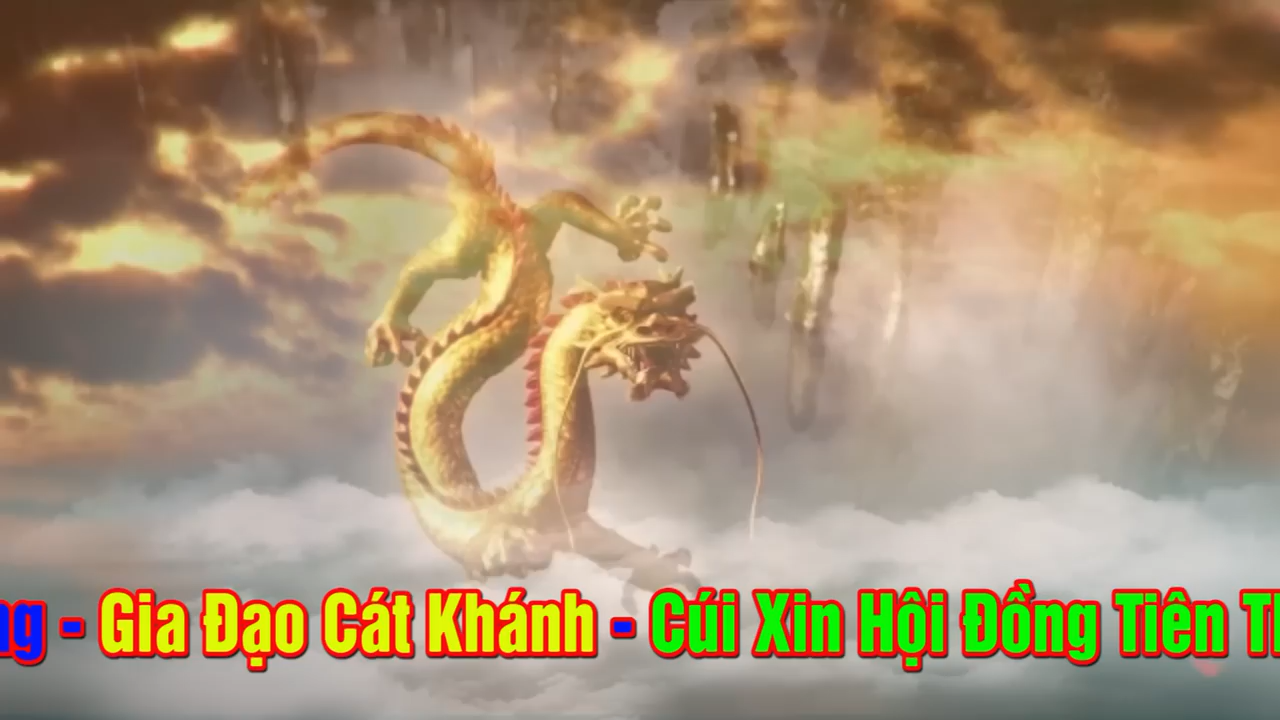 - Gia Đạo Cát Khánh - Cúi Xin Hội Đồng Tiên